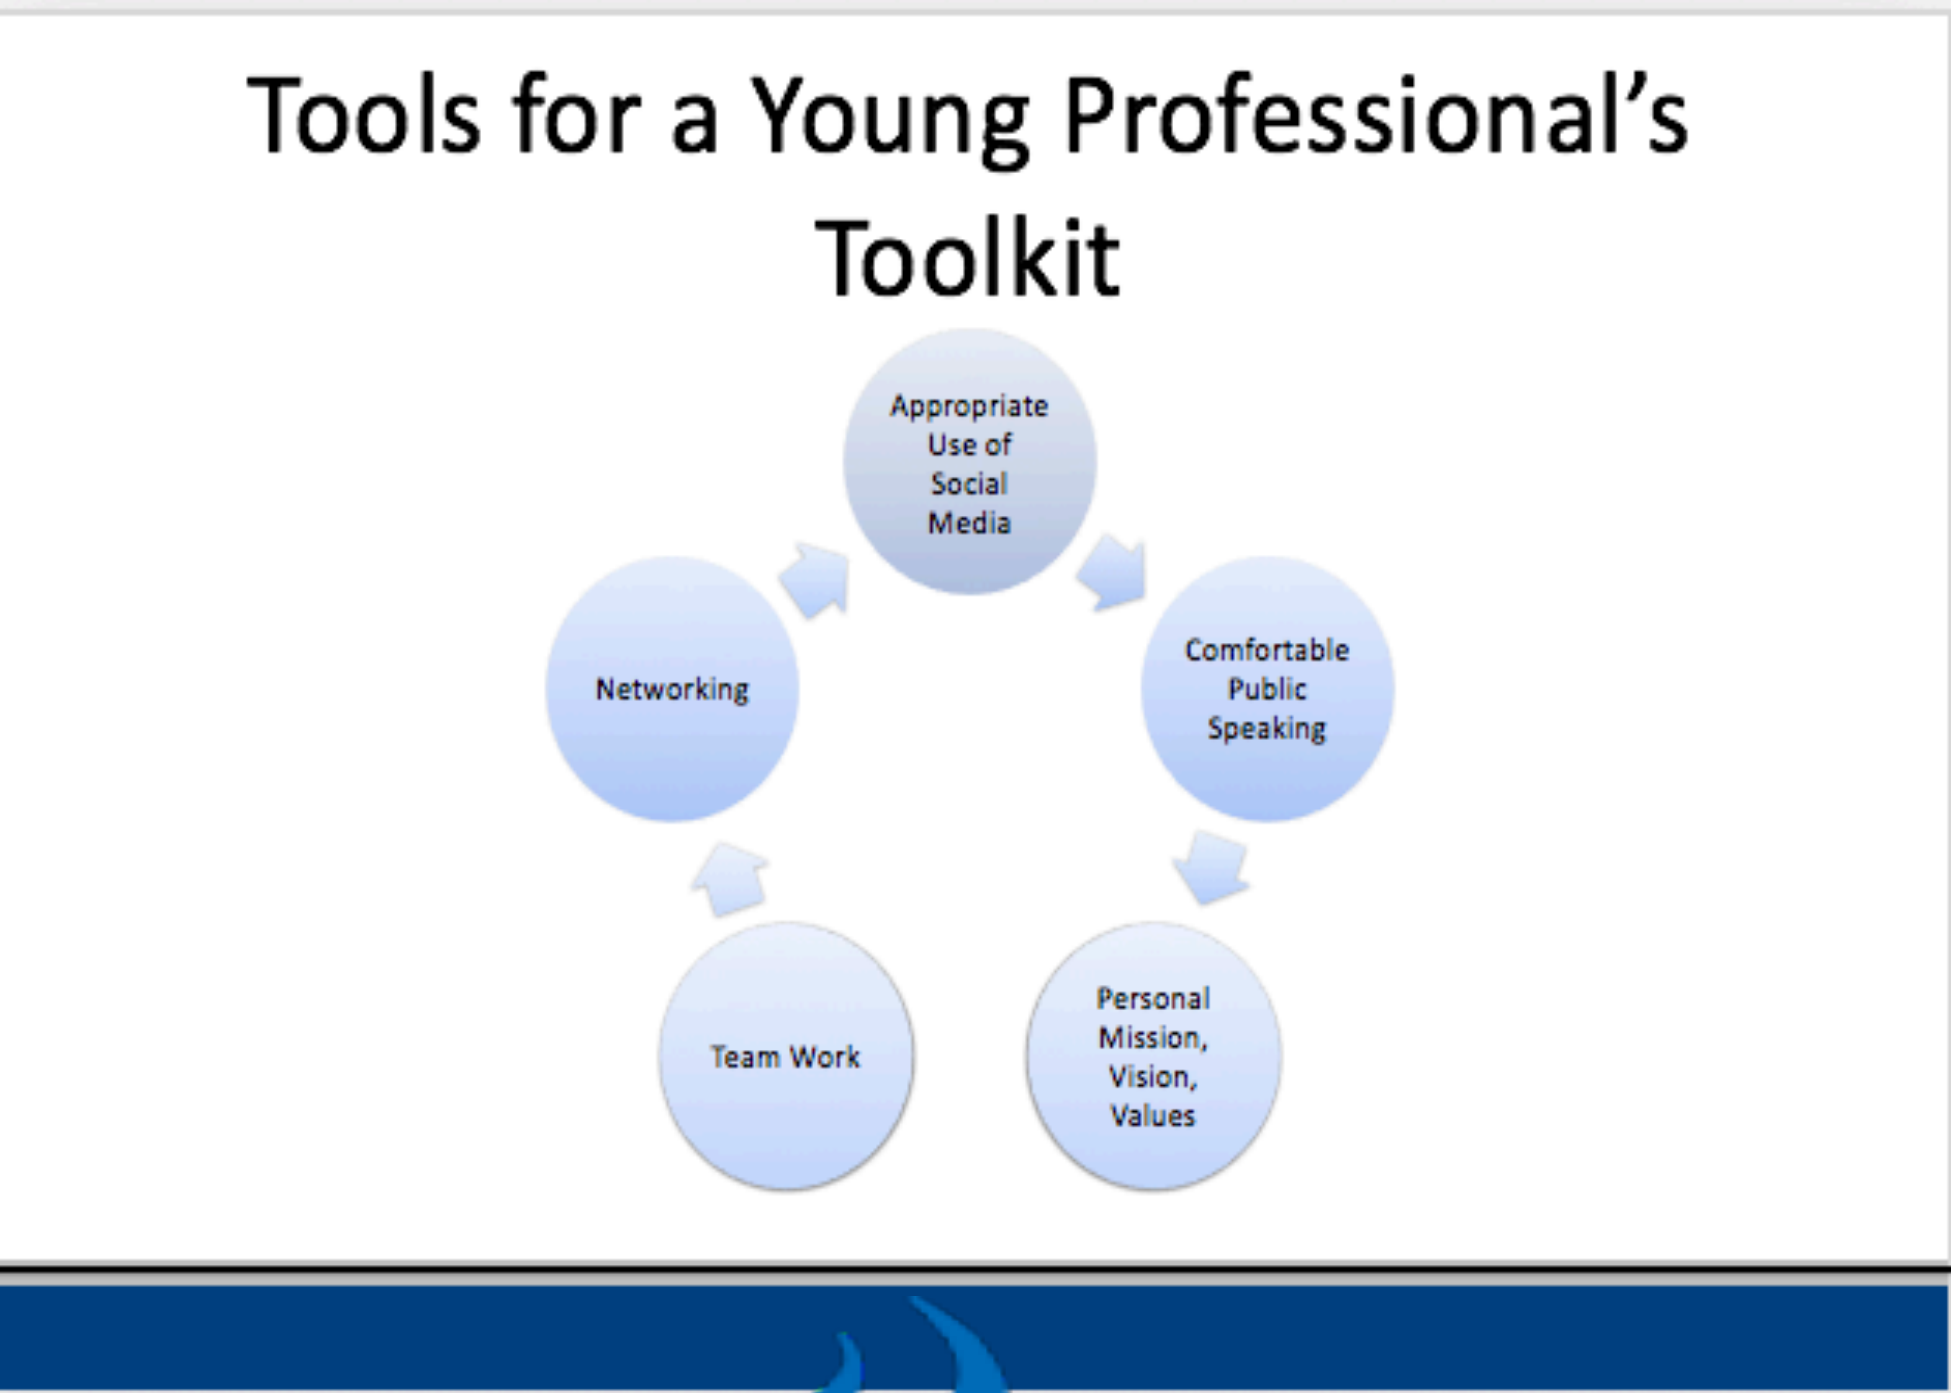 Tools for a Young Professional’s
Toolkit
Appropriate
Use of
Social
Media
Comfortable
Public
Speaking
Personal
Mission,
Vision,
Values
Team Work
Networking